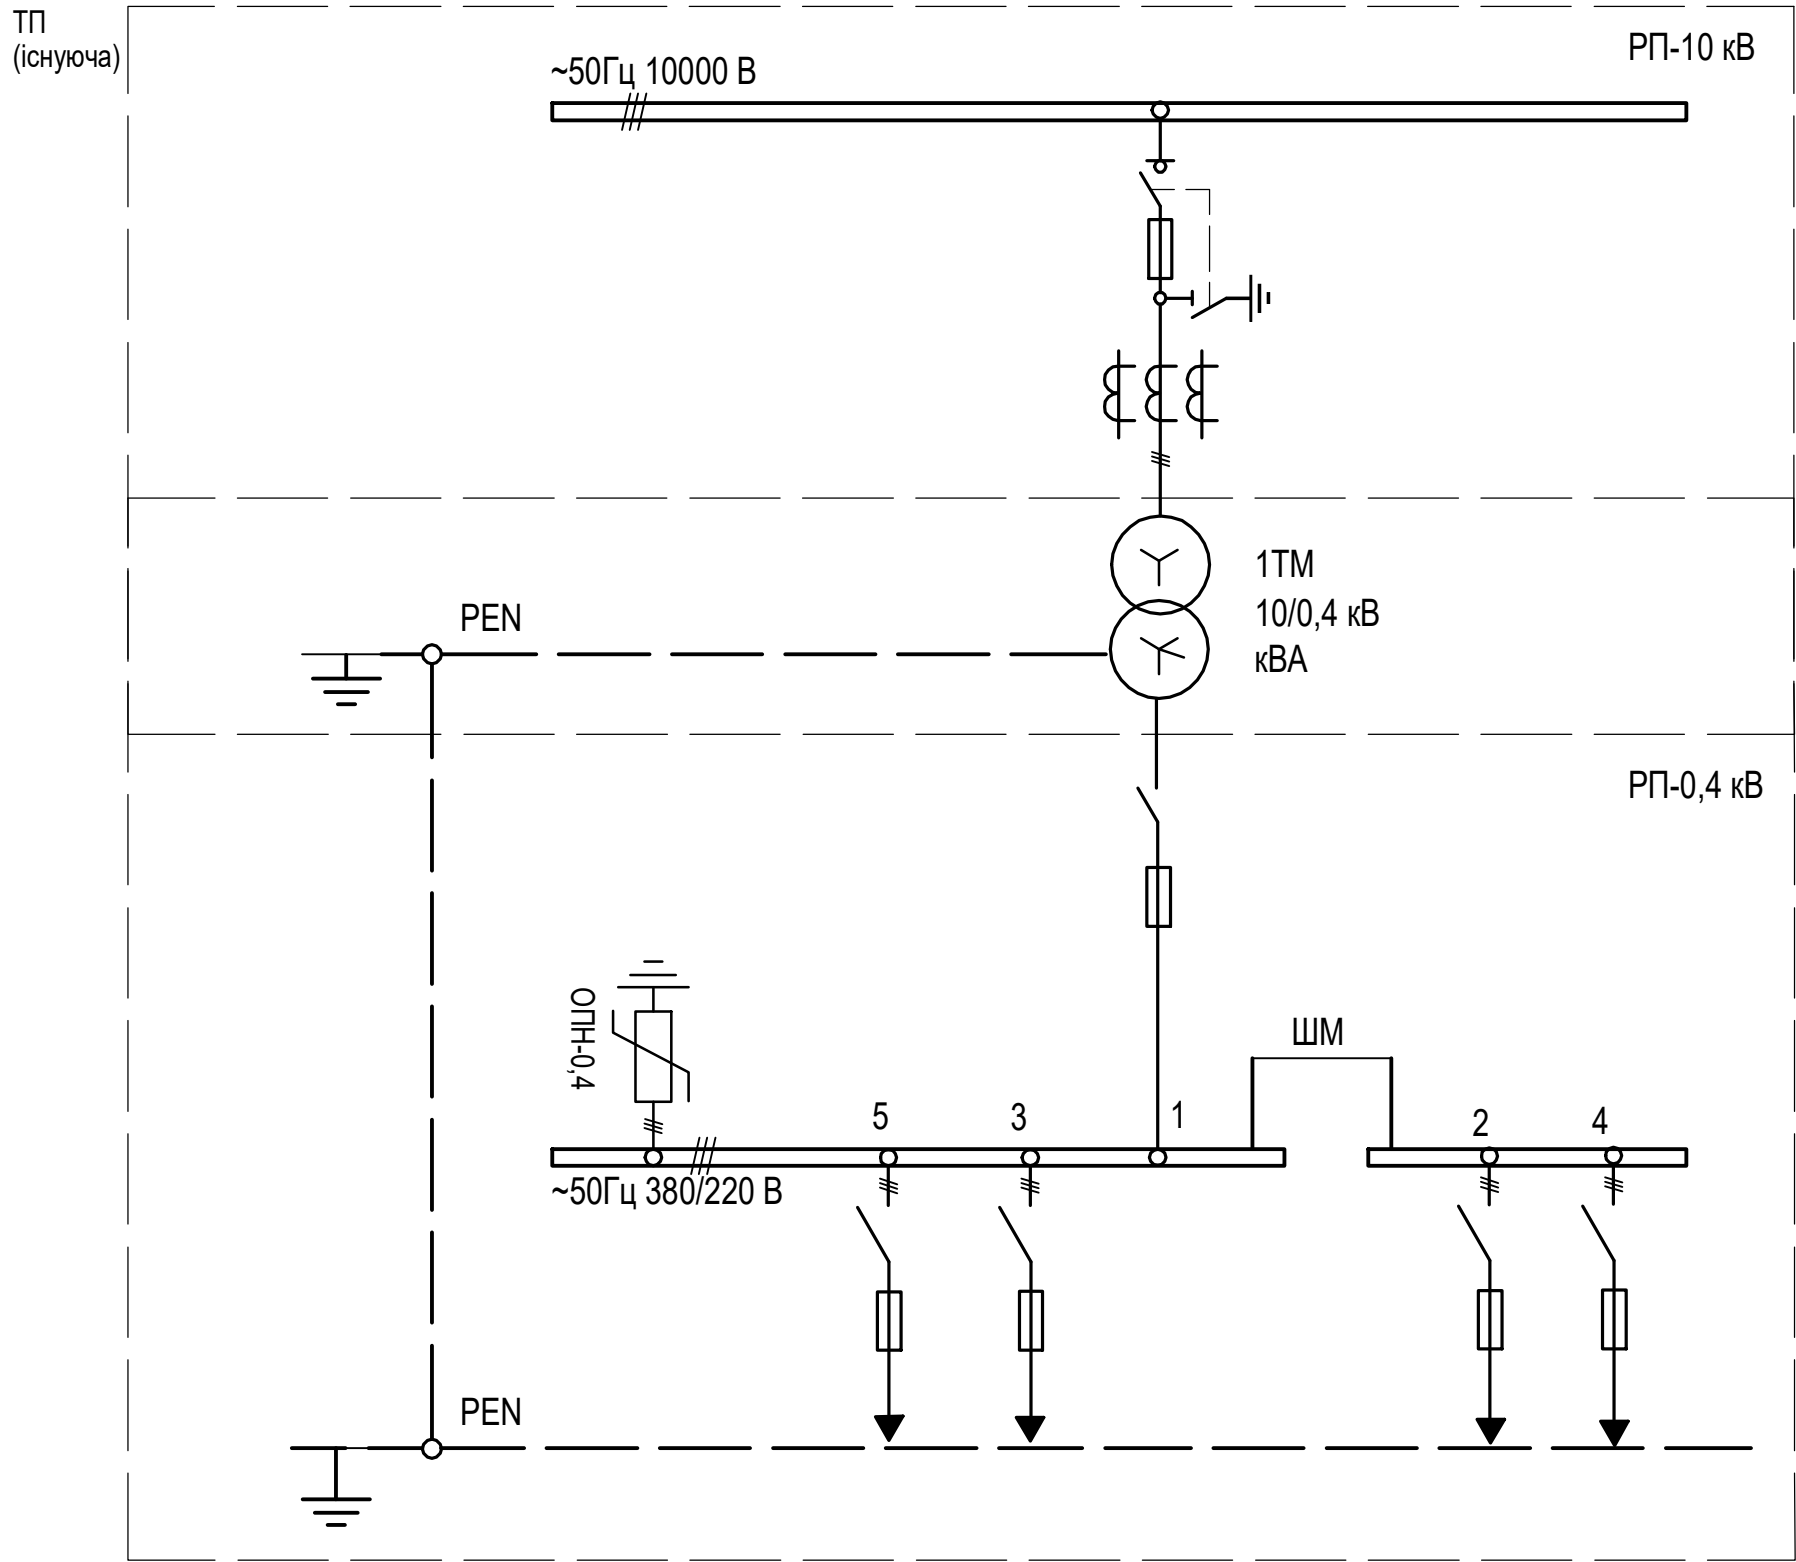 ТП
(існуюча)
РП-10 кВ
~50Гц 10000 В
1ТМ
10/0,4 кВ
кВА
PEN
РП-0,4 кВ
ОПН-0,4
ШМ
5
3
1
2
4
~50Гц 380/220 В
PEN